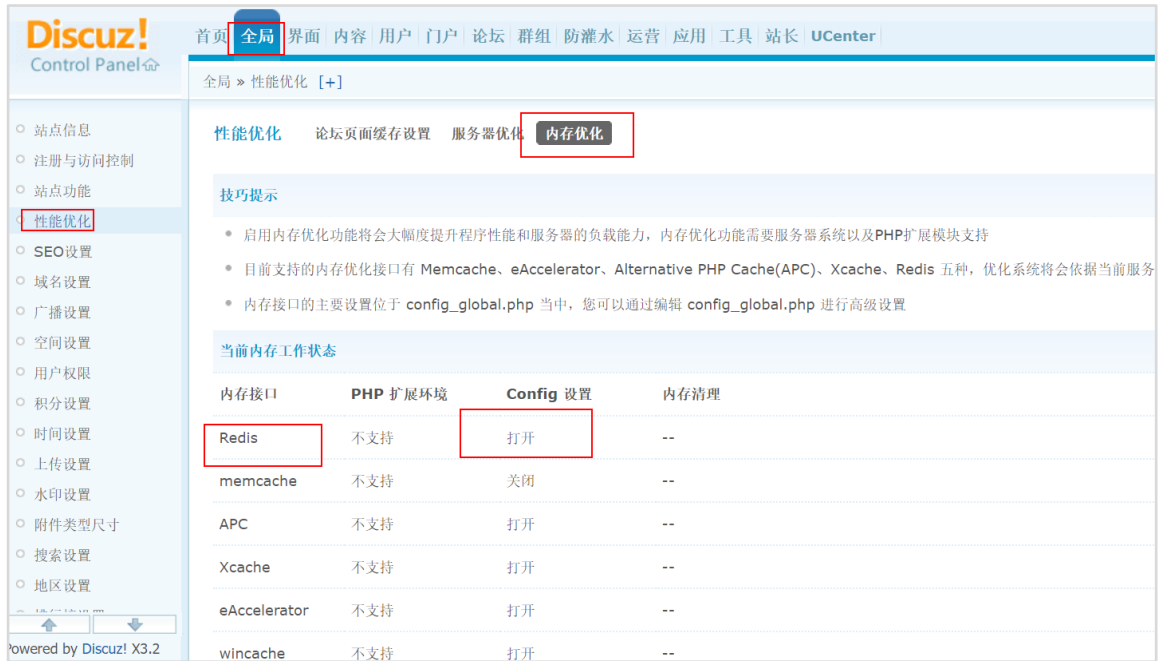 Discuz!
Control Panel
首页 全局 界面 内容 用户 门户 论坛 群组 防灌水 运营 应用 工具 站长 UCenter
全局 » 性能优化 [+]
站点信息
注册与访问控制
站点功能
性能优化
SEO设置
域名设置
广播设置
空间设置
用户权限
积分设置
时间设置
上传设置
水印设置
附件类型尺寸
搜索设置
地区设置
Powered by Discuz! X3.2
性能优化 论坛页面缓存设置 服务器优化 内存优化
技巧提示
启用内存优化功能将会大幅度提升程序性能和服务器的负载能力，内存优化功能需要服务器系统以及PHP扩展模块支持
目前支持的内存优化接口有 Memcache、eAccelerator、Alternative PHP Cache(APC)、Xcache、Redis 五种，优化系统将会依据当前服务
内存接口的主要设置位于 config_global.php 当中，您可以通过编辑 config_global.php 进行高级设置
当前内存工作状态
内存接口 PHP 扩展环境 Config 设置 内存清理
Redis 不支持 打开 --
memcache 不支持 关闭 --
APC 不支持 打开 --
Xcache 不支持 打开 --
eAccelerator 不支持 打开 --
wincache 不支持 打开 --